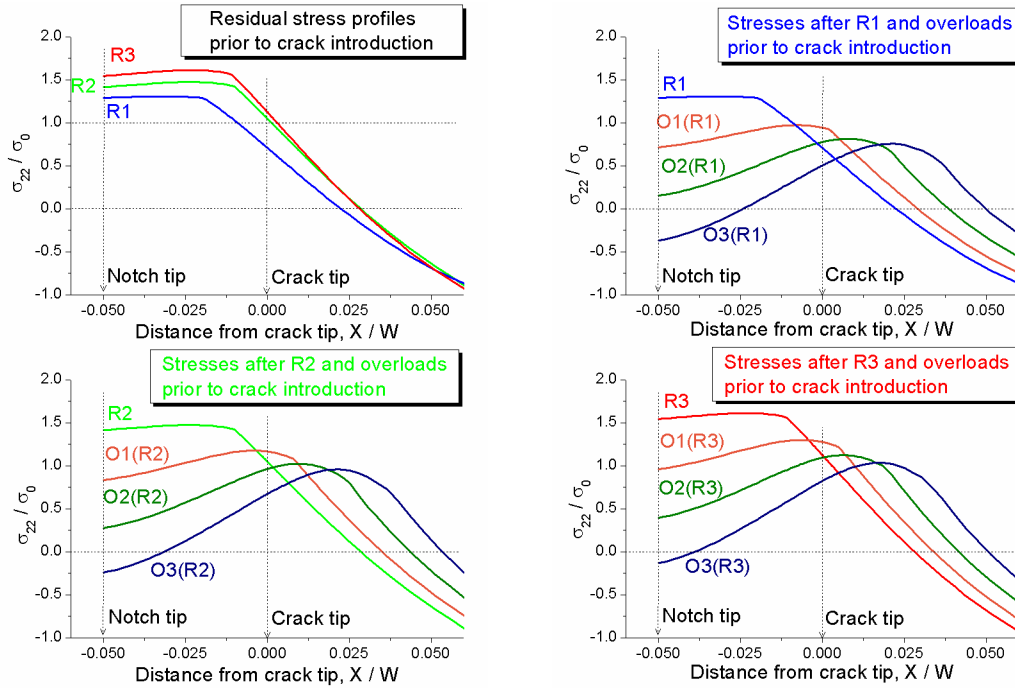 Residual stress profiles
prior to crack introduction
2.0
1.5
1.0
0.5
0.0
-0.5
-1.0
σ22 / σ0
R3
R2
R1
Notch tip
Crack tip
-0.050
-0.025
0.000
0.025
0.050
Distance from crack tip, X / W
Stresses after R1 and overloads
prior to crack introduction
2.0
1.5
1.0
0.5
0.0
-0.5
-1.0
σ22 / σ0
R1
O1(R1)
O2(R1)
O3(R1)
Notch tip
Crack tip
-0.050
-0.025
0.000
0.025
0.050
Distance from crack tip, X / W
Stresses after R2 and overloads
prior to crack introduction
2.0
1.5
1.0
0.5
0.0
-0.5
-1.0
σ22 / σ0
R2
O1(R2)
O2(R2)
O3(R2)
Notch tip
Crack tip
-0.050
-0.025
0.000
0.025
0.050
Distance from crack tip, X / W
Stresses after R3 and overloads
prior to crack introduction
2.0
1.5
1.0
0.5
0.0
-0.5
-1.0
σ22 / σ0
R3
O1(R3)
O2(R3)
O3(R3)
Notch tip
Crack tip
-0.050
-0.025
0.000
0.025
0.050
Distance from crack tip, X / W